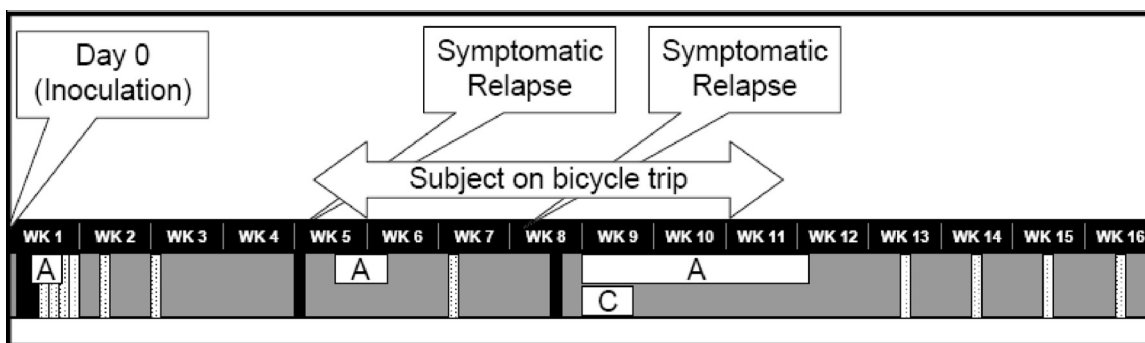 Day 0
(Inoculation)
Symptomatic
Relapse
Symptomatic
Relapse
Subject on bicycle trip
WK 1 WK 2 WK 3 WK 4 WK 5 WK 6 WK 7 WK 8 WK 9 WK 10 WK 11 WK 12 WK 13 WK 14 WK 15 WK 16
A A A
C